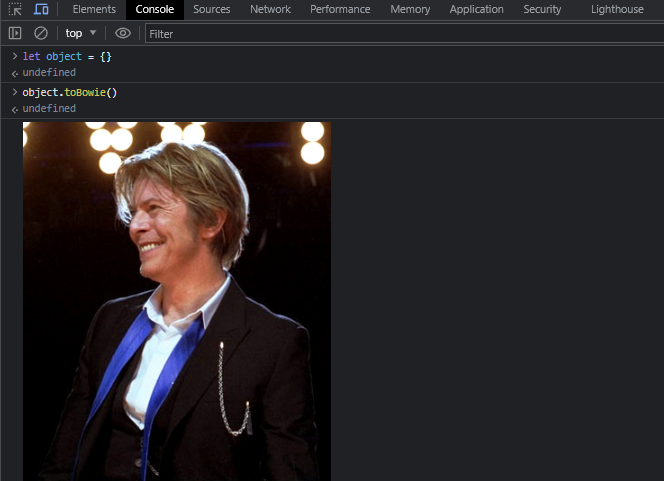 Elements Console Sources Network Performance Memory Application Security Lighthouse
top Filter
let object = {}
undefined
object.toBowie()
undefined